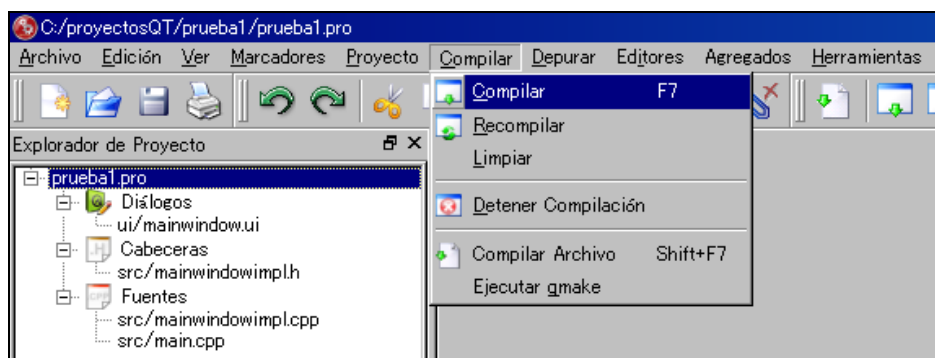 C:/proyectosQT/prueba1/prueba1.pro
Archivo Edición Ver Marcadores Proyecto Compilar Depurar Editores Agregados Herramientas
Compilar F7
Recompilar
Limpiar
Detener Compilación
Compilar Archivo Shift+F7
Ejecutar qmake
Explorador de Proyecto
prueba1.pro
Diálogos
ui/mainwindow.ui
Cabeceras
src/mainwindowimpl.h
Fuentes
src/mainwindowimpl.cpp
src/main.cpp